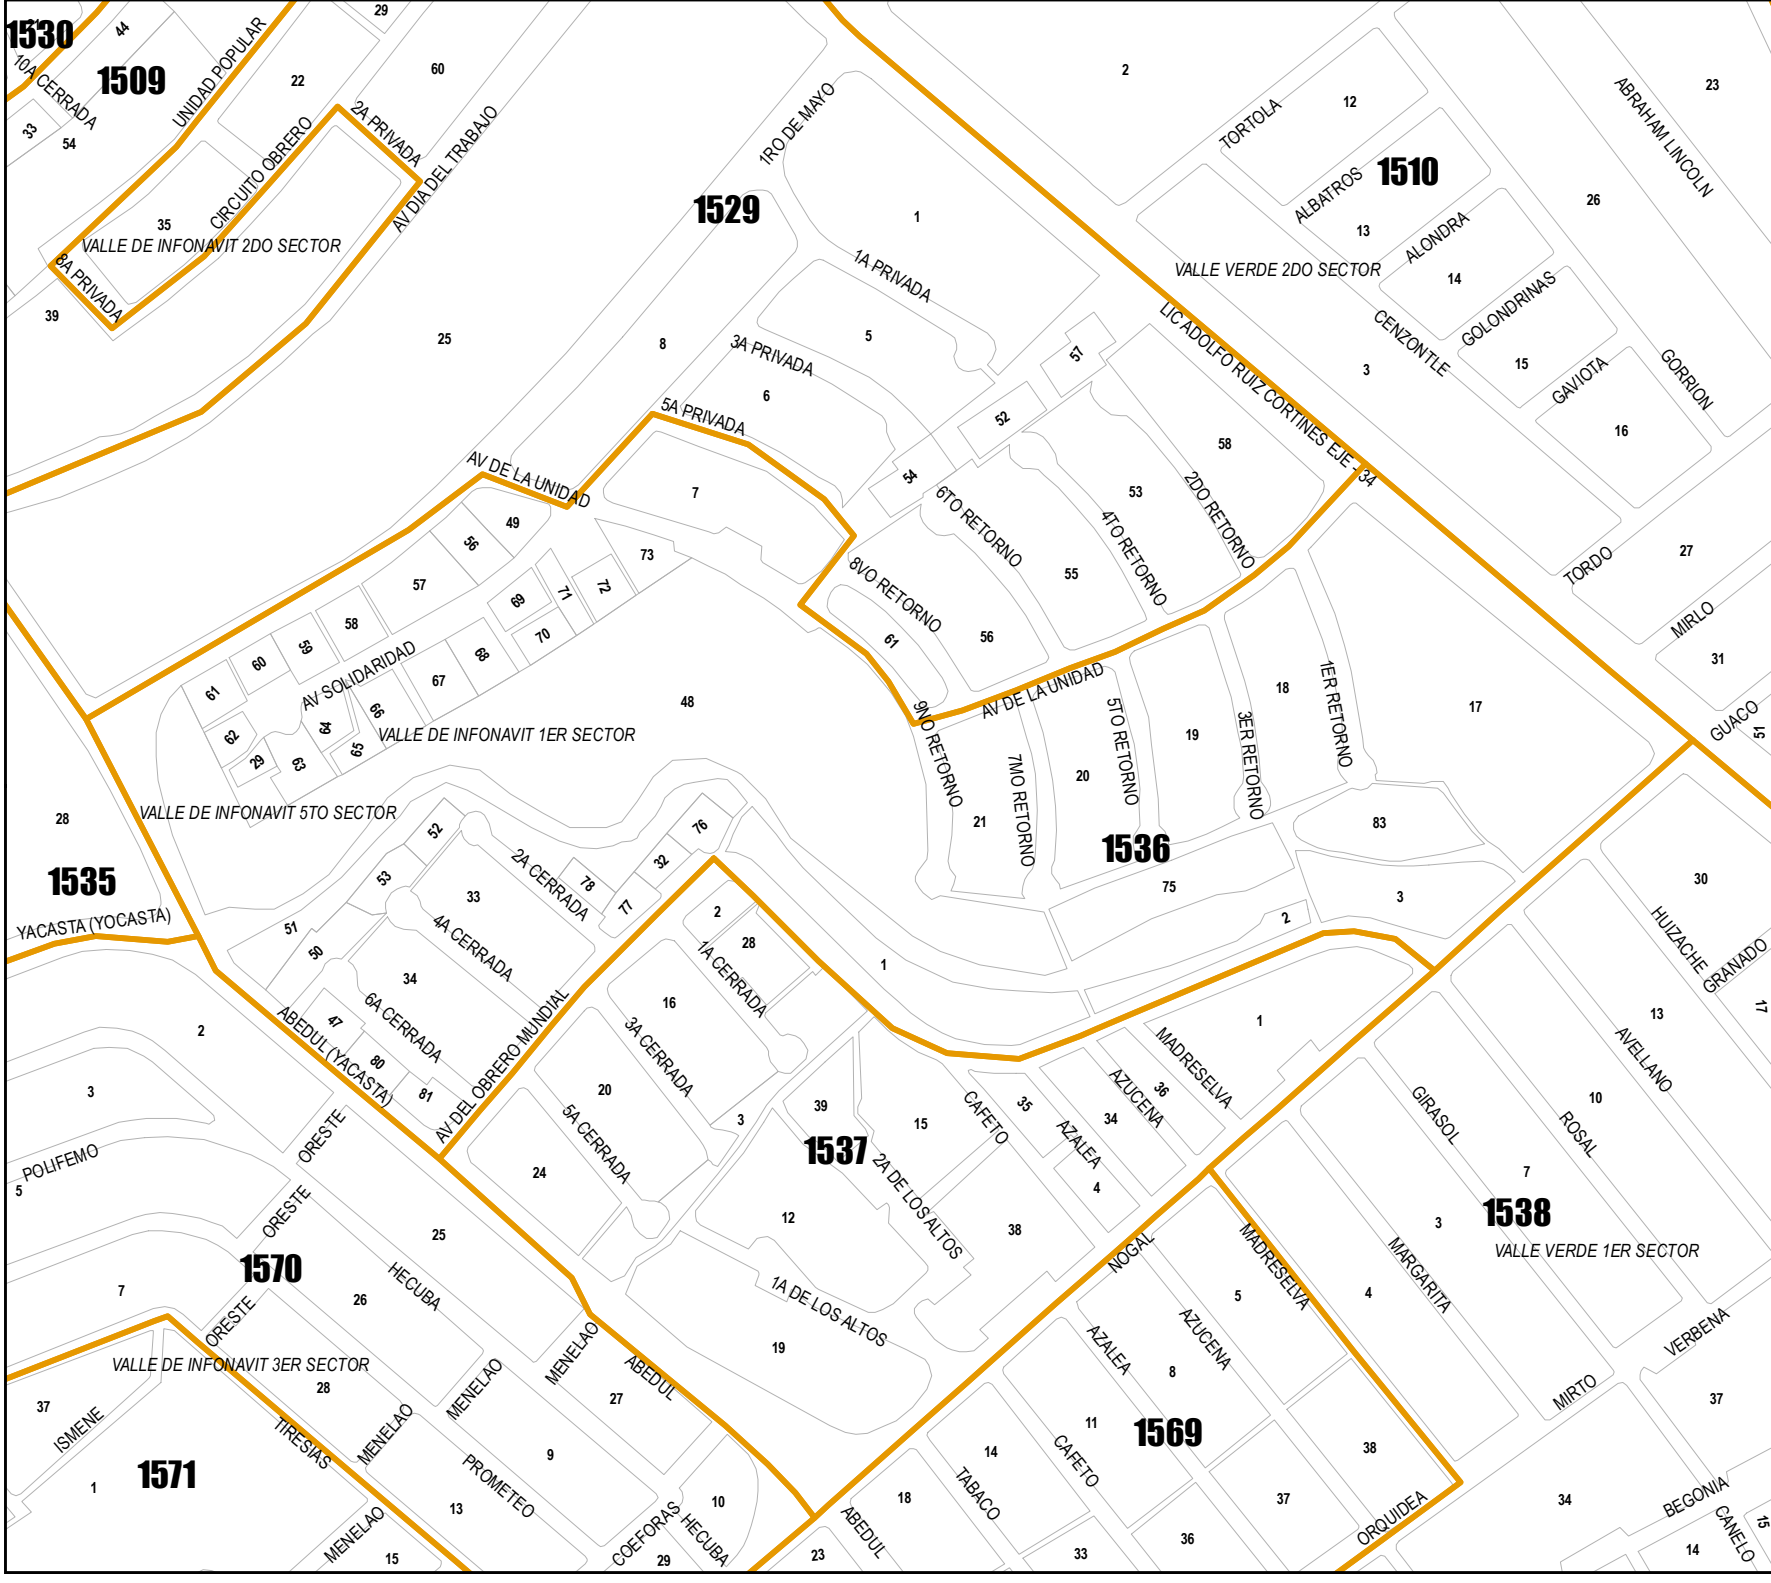 1530
21
44
29
1509
10A CERRADA
UNIDAD POPULAR
22
60
2
23
33
54
2A PRIVADA
CIRCUITO OBRERO
AV DIA DEL TRABAJO
1RO DE MAYO
TORTOLA
12
ABRAHAM LINCOLN
ALBATROS
1510
35
VALLE DE INFONAVIT 2DO SECTOR
1529
1
13
ALONDRA
26
8A PRIVADA
39
1A PRIVADA
VALLE VERDE 2DO SECTOR
14
GOLONDRINAS
25
8
5
3A PRIVADA
57
LIC ADOLFO RUIZ CORTINES EJE - 34
CENZONTLE
3
15
GAVIOTA
GORRION
6
5A PRIVADA
52
58
16
AV DE LA UNIDAD
7
54
6TO RETORNO
53
4TO RETORNO
2DO RETORNO
49
56
57
73
TORDO
27
58
69
71
72
70
8VO RETORNO
55
61
56
MIRLO
31
59
60
61
AV SOLIDARIDAD
68
67
66
62
64
65
29
63
VALLE DE INFONAVIT 1ER SECTOR
48
AV DE LA UNIDAD
9NO RETORNO
7MO RETORNO
5TO RETORNO
3ER RETORNO
1ER RETORNO
18
19
20
21
17
GUACO
51
VALLE DE INFONAVIT 5TO SECTOR
28
1535
YACASTA (YOCASTA)
52
53
33
2A CERRADA
78
77
32
76
1536
83
75
3
2
30
51
50
4A CERRADA
34
6A CERRADA
47
80
81
ABEDUL (YACASTA)
AV DEL OBRERO MUNDIAL
2
28
1A CERRADA
16
3A CERRADA
20
5A CERRADA
24
3
1
HUIZACHE
GRANADO
17
13
AVELLANO
2
3
POLIFEMO
5
7
ORESTE
ORESTE
ORESTE
1570
25
HECUBA
26
39
1537
15
2A DE LOS ALTOS
12
38
1A DE LOS ALTOS
19
CAFETO
35
34
AZALEA
4
AZUCENA
36
MADRESELVA
1
GIRASOL
10
ROSAL
7
3
1538
VALLE VERDE 1ER SECTOR
MARGARITA
4
NOGAL
MADRESELVA
5
AZUCENA
AZALEA
8
VERBENA
MIRTO
37
VALLE DE INFONAVIT 3ER SECTOR
28
37
ISMENE
TIRESIAS
MENELAO
MENELAO
MENELAO
MENELAO
27
ABEDUL
1571
1
9
PROMETEO
13
15
COEFORAS
HECUBA
10
29
11
1569
38
14
CAFETO
TABACO
18
ABEDUL
23
33
36
37
ORQUIDEA
34
BEGONIA
CANELO
15
14